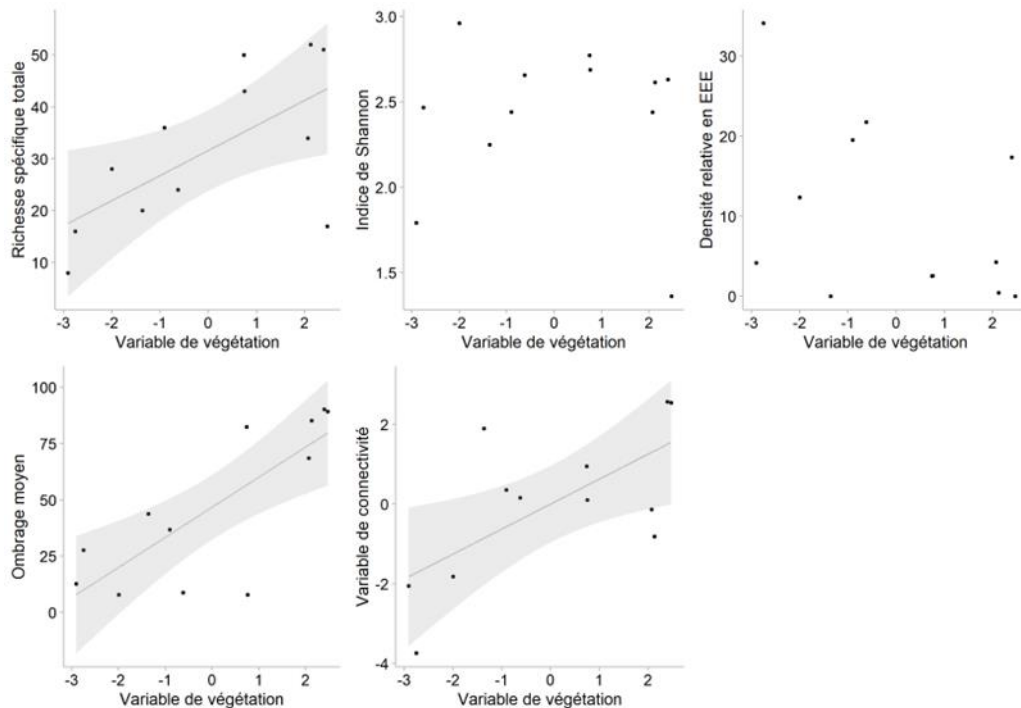 Richesse spécifique totale
50
40
30
20
10
-3 -2 -1 0 1 2
Variable de végétation
Indice de Shannon
3.0
2.5
2.0
1.5
-3 -2 -1 0 1 2
Variable de végétation
Densité relative en EEE
30
20
10
0
-3 -2 -1 0 1 2
Variable de végétation
Ombrage moyen
100
75
50
25
0
-3 -2 -1 0 1 2
Variable de végétation
Variable de connectivité
2
0
-2
-4
-3 -2 -1 0 1 2
Variable de végétation